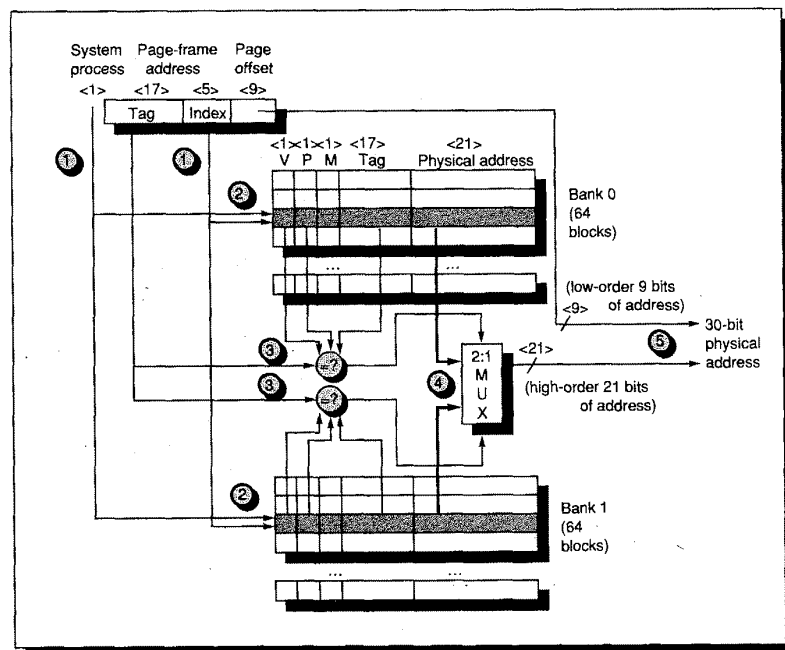 System Page-frame Page
process address offset
<1> <17> <5> <9>
Tag Index
<1><1><1> <17> <21>
V P M Tag Physical address
1
1
2
Bank 0
(64
blocks)
... ...
(low-order 9 bits
of address)
<9>
30-bit
physical
address
5
3
=?
3
=?
4
2:1
M
U
X
<21>
(high-order 21 bits
of address)
2
Bank 1
(64
blocks)
... ...